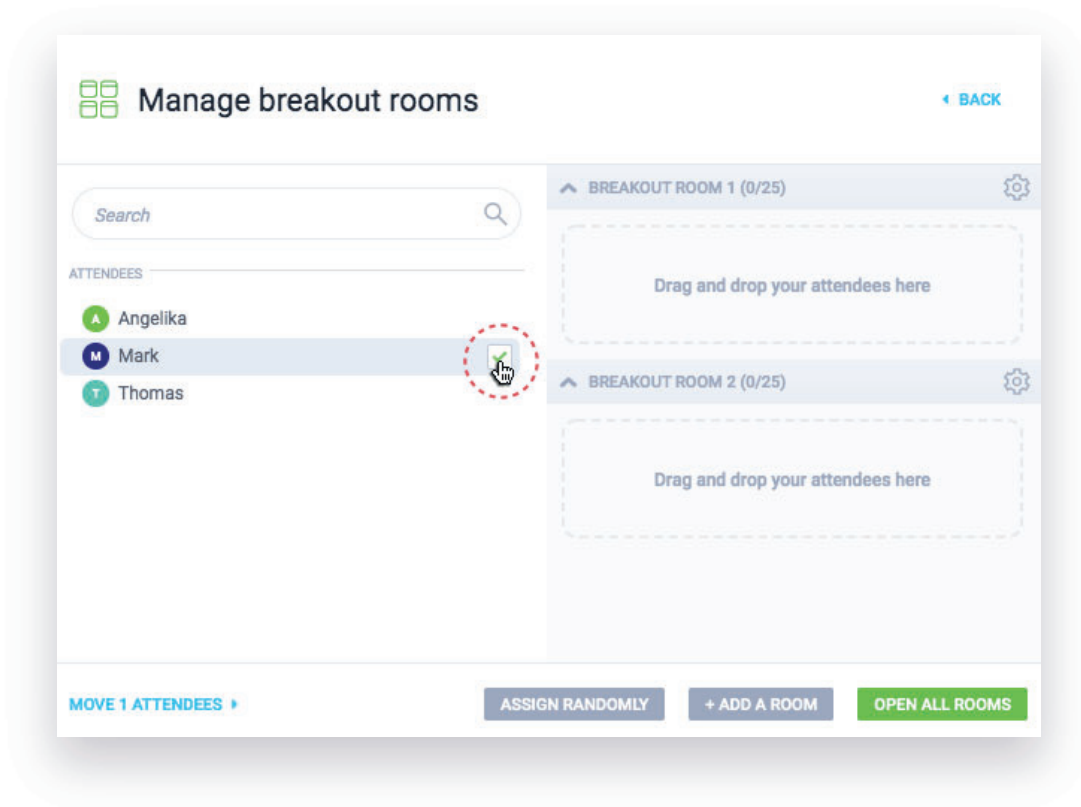 Manage breakout rooms
BACK
Search
ATTENDEES
A Angelika
M Mark
T Thomas
BREAKOUT ROOM 1 (0/25)
Drag and drop your attendees here
BREAKOUT ROOM 2 (0/25)
Drag and drop your attendees here
MOVE 1 ATTENDEES
ASSIGN RANDOMLY
+ ADD A ROOM
OPEN ALL ROOMS